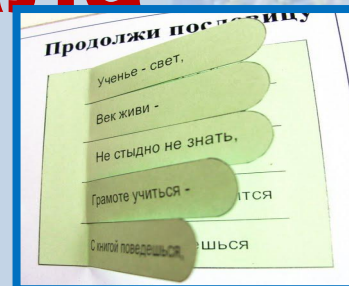 Продолжи пословицу
Ученье - свет,
Век живи -
Не стыдно не знать,
Грамоте учиться -
тся
С книгой поведешься,
ешься